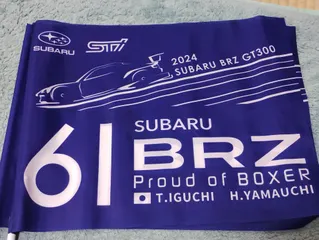 SUBARU
STI
2024
SUBARU BRZ GT300
61
SUBARU
BRZ
Proud of BOXER
T.IGUCHI H.YAMAUCHI